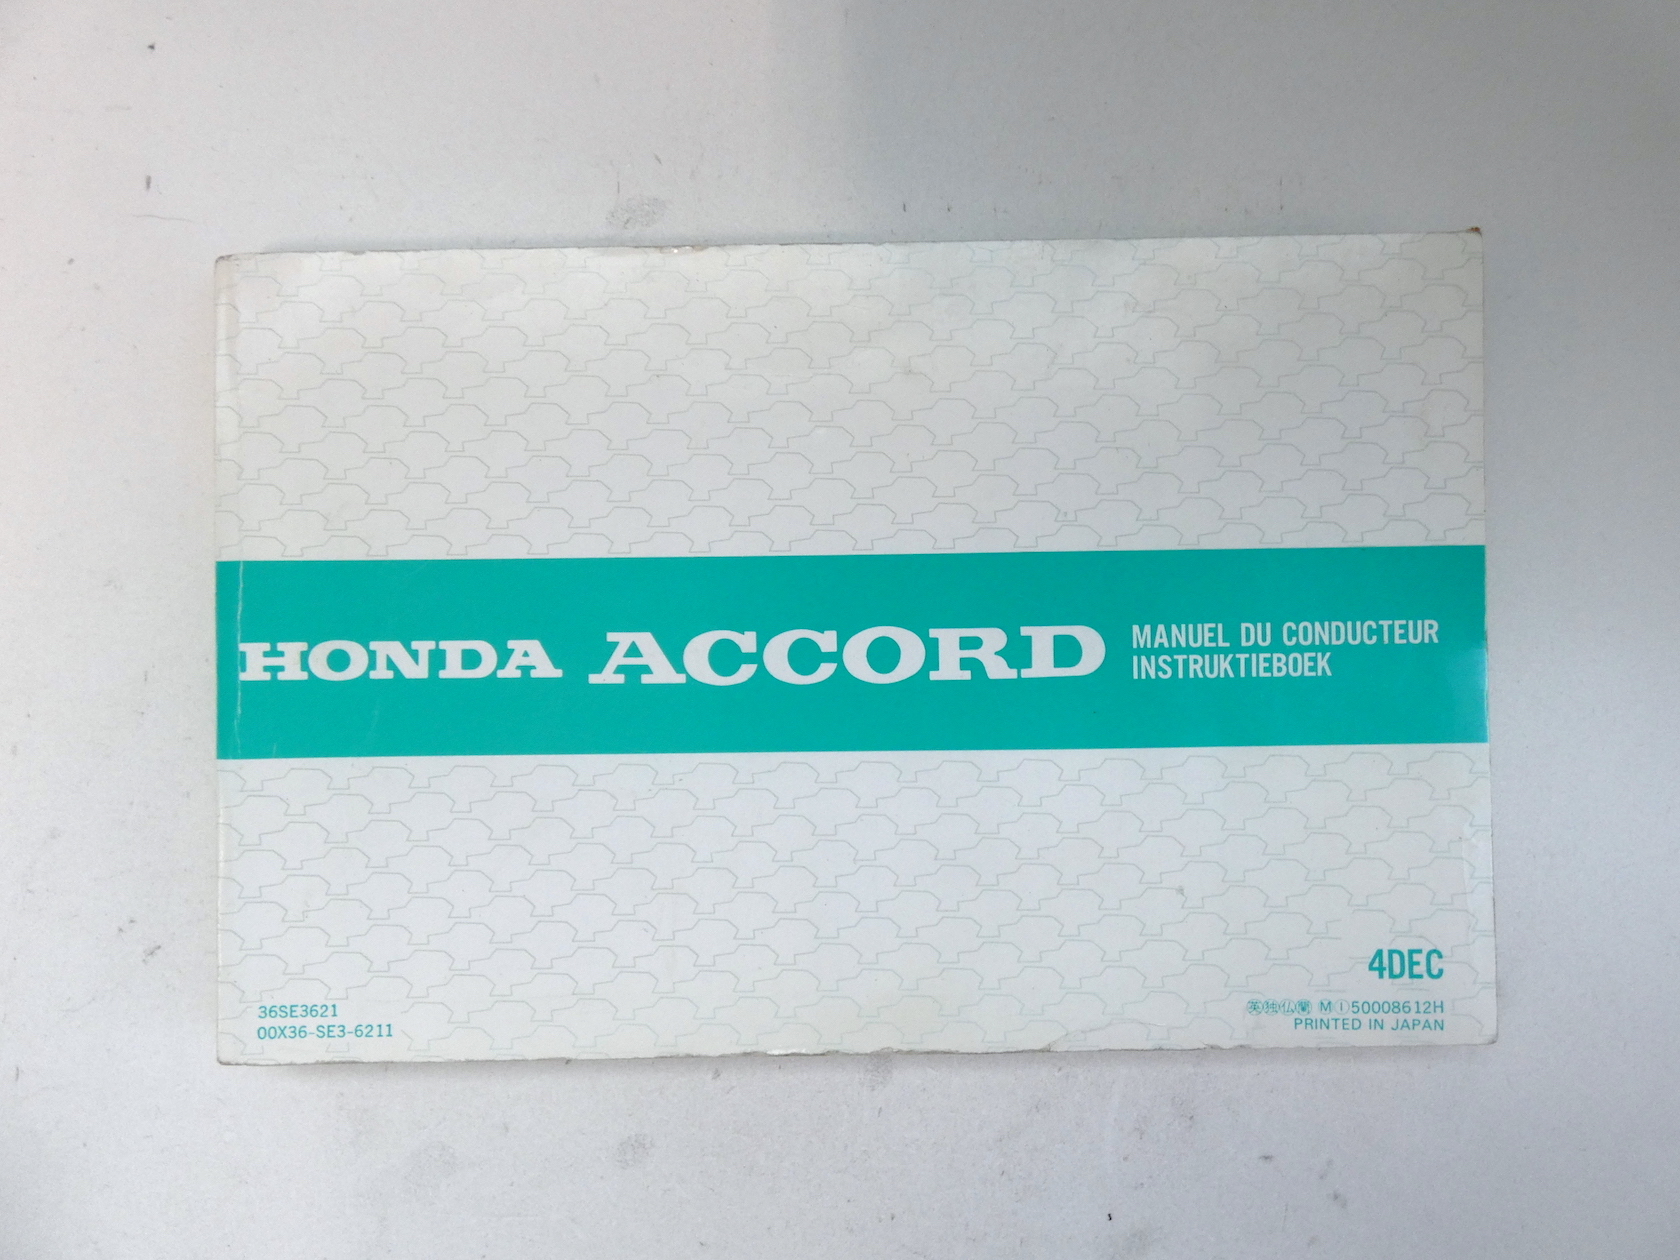 HONDA ACCORD
MANUEL DU CONDUCTEUR
INSTRUKTIEBOEK
4DEC
36SE3621
00X36-SE3-6211
英独仏蘭 M I 50008612H
PRINTED IN JAPAN